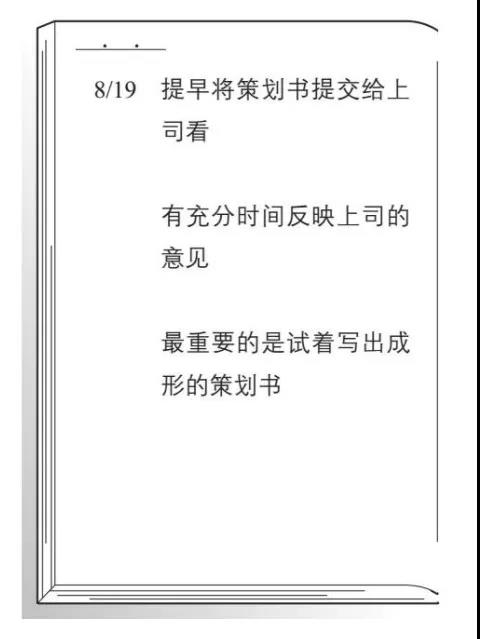 8/19 提早将策划书提交给上
司看
有充分时间反映上司的
意见
最重要的是试着写出成
形的策划书